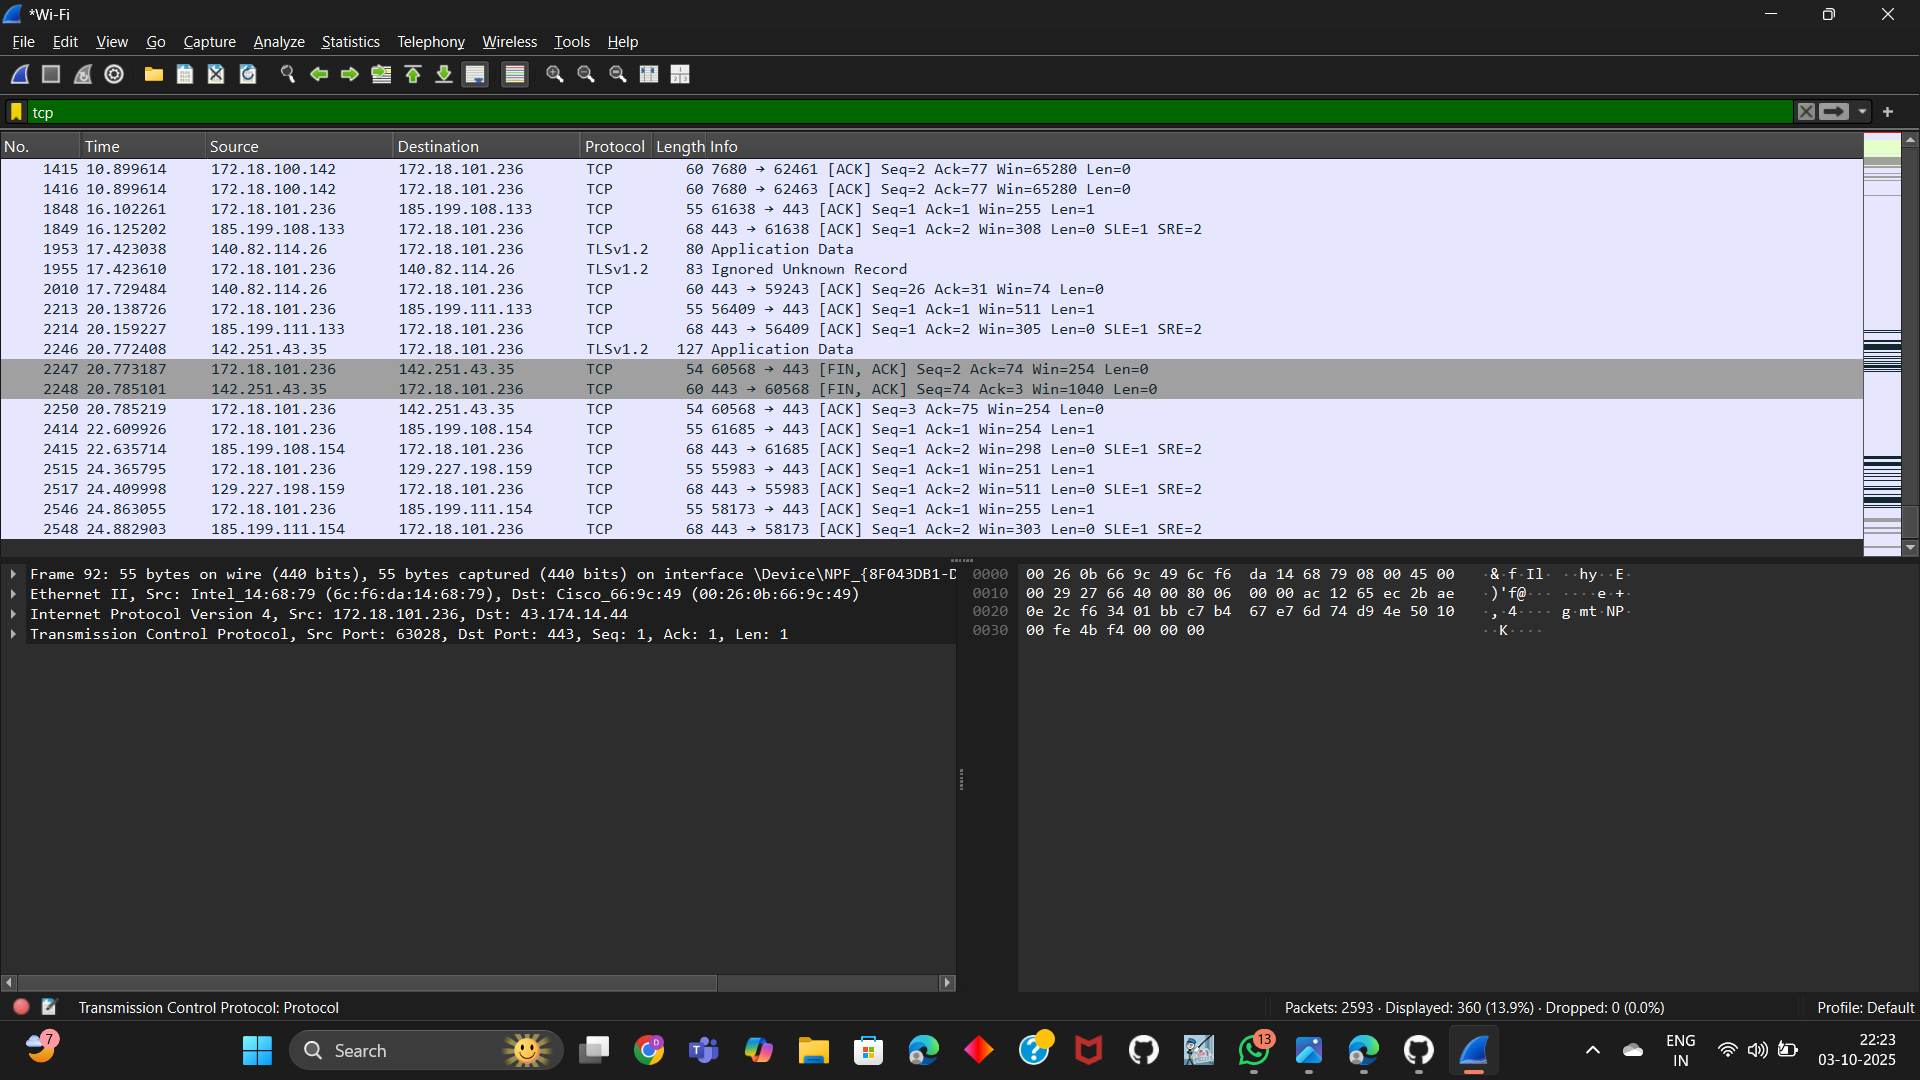 *Wi-Fi
File Edit View Go Capture Analyze Statistics Telephony Wireless Tools Help
tcp
No. Time Source Destination Protocol Length Info
1415 10.899614 172.18.100.142 172.18.101.236 TCP 60 7680 → 62461 [ACK] Seq=2 Ack=77 Win=65280 Len=0
1416 10.899614 172.18.100.142 172.18.101.236 TCP 60 7680 → 62463 [ACK] Seq=2 Ack=77 Win=65280 Len=0
1848 16.102261 172.18.101.236 185.199.108.133 TCP 55 61638 → 443 [ACK] Seq=1 Ack=1 Win=255 Len=1
1849 16.125202 185.199.108.133 172.18.101.236 TCP 68 443 → 61638 [ACK] Seq=1 Ack=2 Win=308 Len=0 SLE=1 SRE=2
1953 17.423038 140.82.114.26 172.18.101.236 TLSv1.2 80 Application Data
1955 17.423610 172.18.101.236 140.82.114.26 TLSv1.2 83 Ignored Unknown Record
2010 17.729484 140.82.114.26 172.18.101.236 TCP 60 443 → 59243 [ACK] Seq=26 Ack=31 Win=74 Len=0
2213 20.138726 172.18.101.236 185.199.111.133 TCP 55 56409 → 443 [ACK] Seq=1 Ack=1 Win=511 Len=1
2214 20.159227 185.199.111.133 172.18.101.236 TCP 68 443 → 56409 [ACK] Seq=1 Ack=2 Win=305 Len=0 SLE=1 SRE=2
2246 20.772408 142.251.43.35 172.18.101.236 TLSv1.2 127 Application Data
2247 20.773187 172.18.101.236 142.251.43.35 TCP 54 60568 → 443 [FIN, ACK] Seq=2 Ack=74 Win=254 Len=0
2248 20.785101 142.251.43.35 172.18.101.236 TCP 60 443 → 60568 [FIN, ACK] Seq=74 Ack=3 Win=1040 Len=0
2250 20.785219 172.18.101.236 142.251.43.35 TCP 54 60568 → 443 [ACK] Seq=3 Ack=75 Win=254 Len=0
2414 22.609926 172.18.101.236 185.199.108.154 TCP 55 61685 → 443 [ACK] Seq=1 Ack=1 Win=254 Len=1
2415 22.635714 185.199.108.154 172.18.101.236 TCP 68 443 → 61685 [ACK] Seq=1 Ack=2 Win=298 Len=0 SLE=1 SRE=2
2515 24.365795 172.18.101.236 129.227.198.159 TCP 55 55983 → 443 [ACK] Seq=1 Ack=1 Win=251 Len=1
2517 24.409998 129.227.198.159 172.18.101.236 TCP 68 443 → 55983 [ACK] Seq=1 Ack=2 Win=511 Len=0 SLE=1 SRE=2
2546 24.863055 172.18.101.236 185.199.111.154 TCP 55 58173 → 443 [ACK] Seq=1 Ack=1 Win=255 Len=1
2548 24.882903 185.199.111.154 172.18.101.236 TCP 68 443 → 58173 [ACK] Seq=1 Ack=2 Win=303 Len=0 SLE=1 SRE=2
Frame 92: 55 bytes on wire (440 bits), 55 bytes captured (440 bits) on interface \Device\NPF_{8F043DB1-D
Ethernet II, Src: Intel_14:68:79 (6c:f6:da:14:68:79), Dst: Cisco_66:9c:49 (00:26:0b:66:9c:49)
Internet Protocol Version 4, Src: 172.18.101.236, Dst: 43.174.14.44
Transmission Control Protocol, Src Port: 63028, Dst Port: 443, Seq: 1, Ack: 1, Len: 1
0000 00 26 0b 66 9c 49 6c f6 da 14 68 79 08 00 45 00 ·&·f·Il· ··hy··E·
0010 00 29 27 66 40 00 80 06 00 00 ac 12 65 ec 2b ae ·)'f@··· ····e·+·
0020 0e 2c f6 34 01 bb c7 b4 67 e7 6d 74 d9 4e 50 10 ·,·4···· g·mt·NP·
0030 00 fe 4b f4 00 00 00 ··K····
Transmission Control Protocol: Protocol
Packets: 2593 · Displayed: 360 (13.9%) · Dropped: 0 (0.0%)
Profile: Default
7
Search
D
T
13
ENG
IN
22:23
03-10-2025